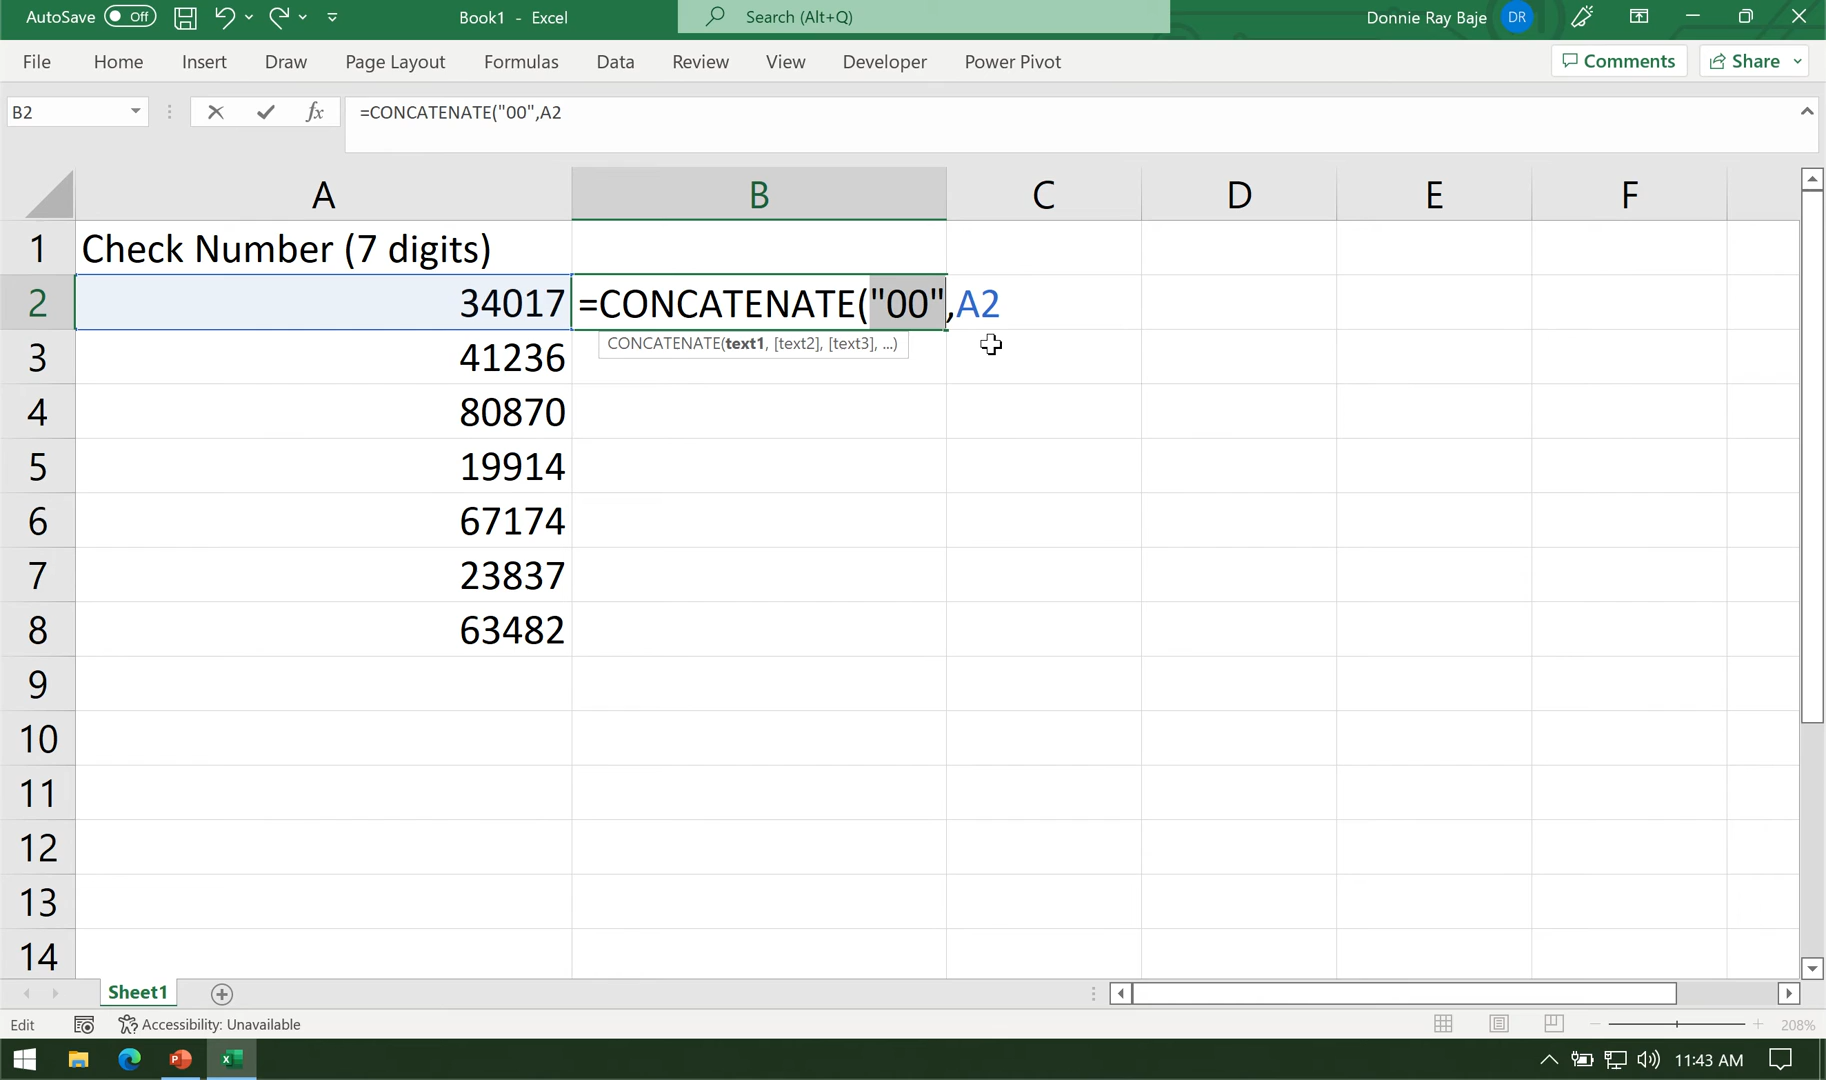 AutoSave Off Book1 - Excel Search (Alt+Q) Donnie Ray Baje DR
File Home Insert Draw Page Layout Formulas Data Review View Developer Power Pivot Comments Share
B2 fx =CONCATENATE("00",A2
A B C D E F
1 Check Number (7 digits)
2 34017 =CONCATENATE("00",A2
CONCATENATE(text1, [text2], [text3], ...)
3 41236
4 80870
5 19914
6 67174
7 23837
8 63482
9
10
11
12
13
14
Sheet1
Edit Accessibility: Unavailable 208%
11:43 AM